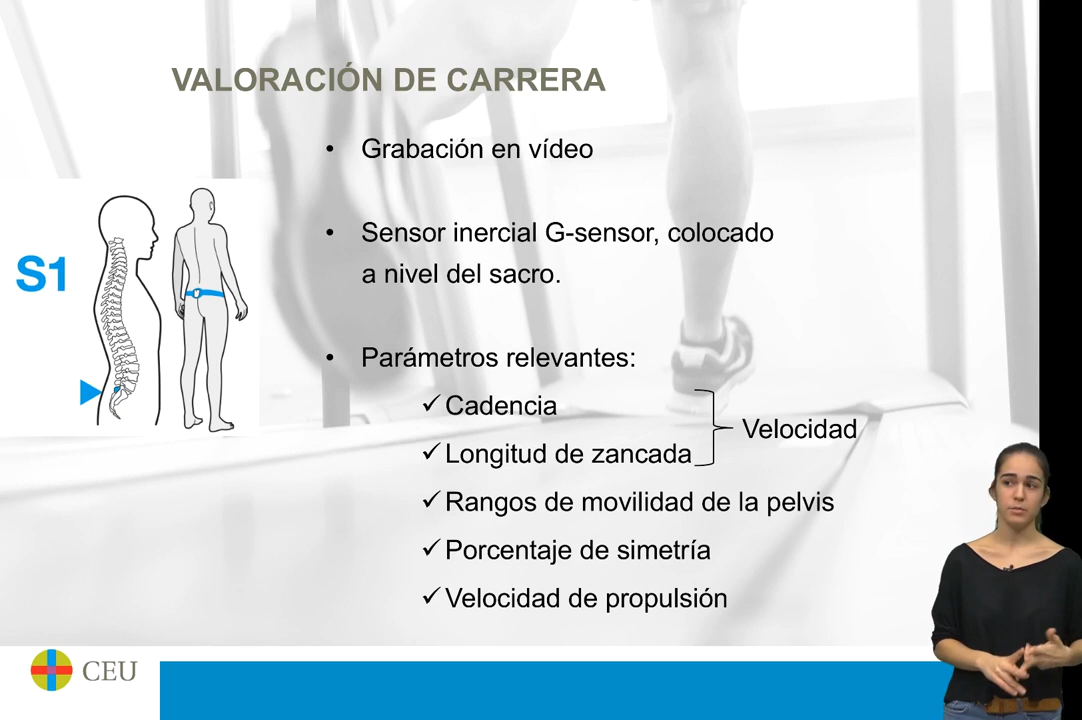 VALORACIÓN DE CARRERA
• Grabación en vídeo
• Sensor inercial G-sensor, colocado
a nivel del sacro.
S1
• Parámetros relevantes:
✓ Cadencia
✓ Longitud de zancada
Velocidad
✓ Rangos de movilidad de la pelvis
✓ Porcentaje de simetría
✓ Velocidad de propulsión
CEU